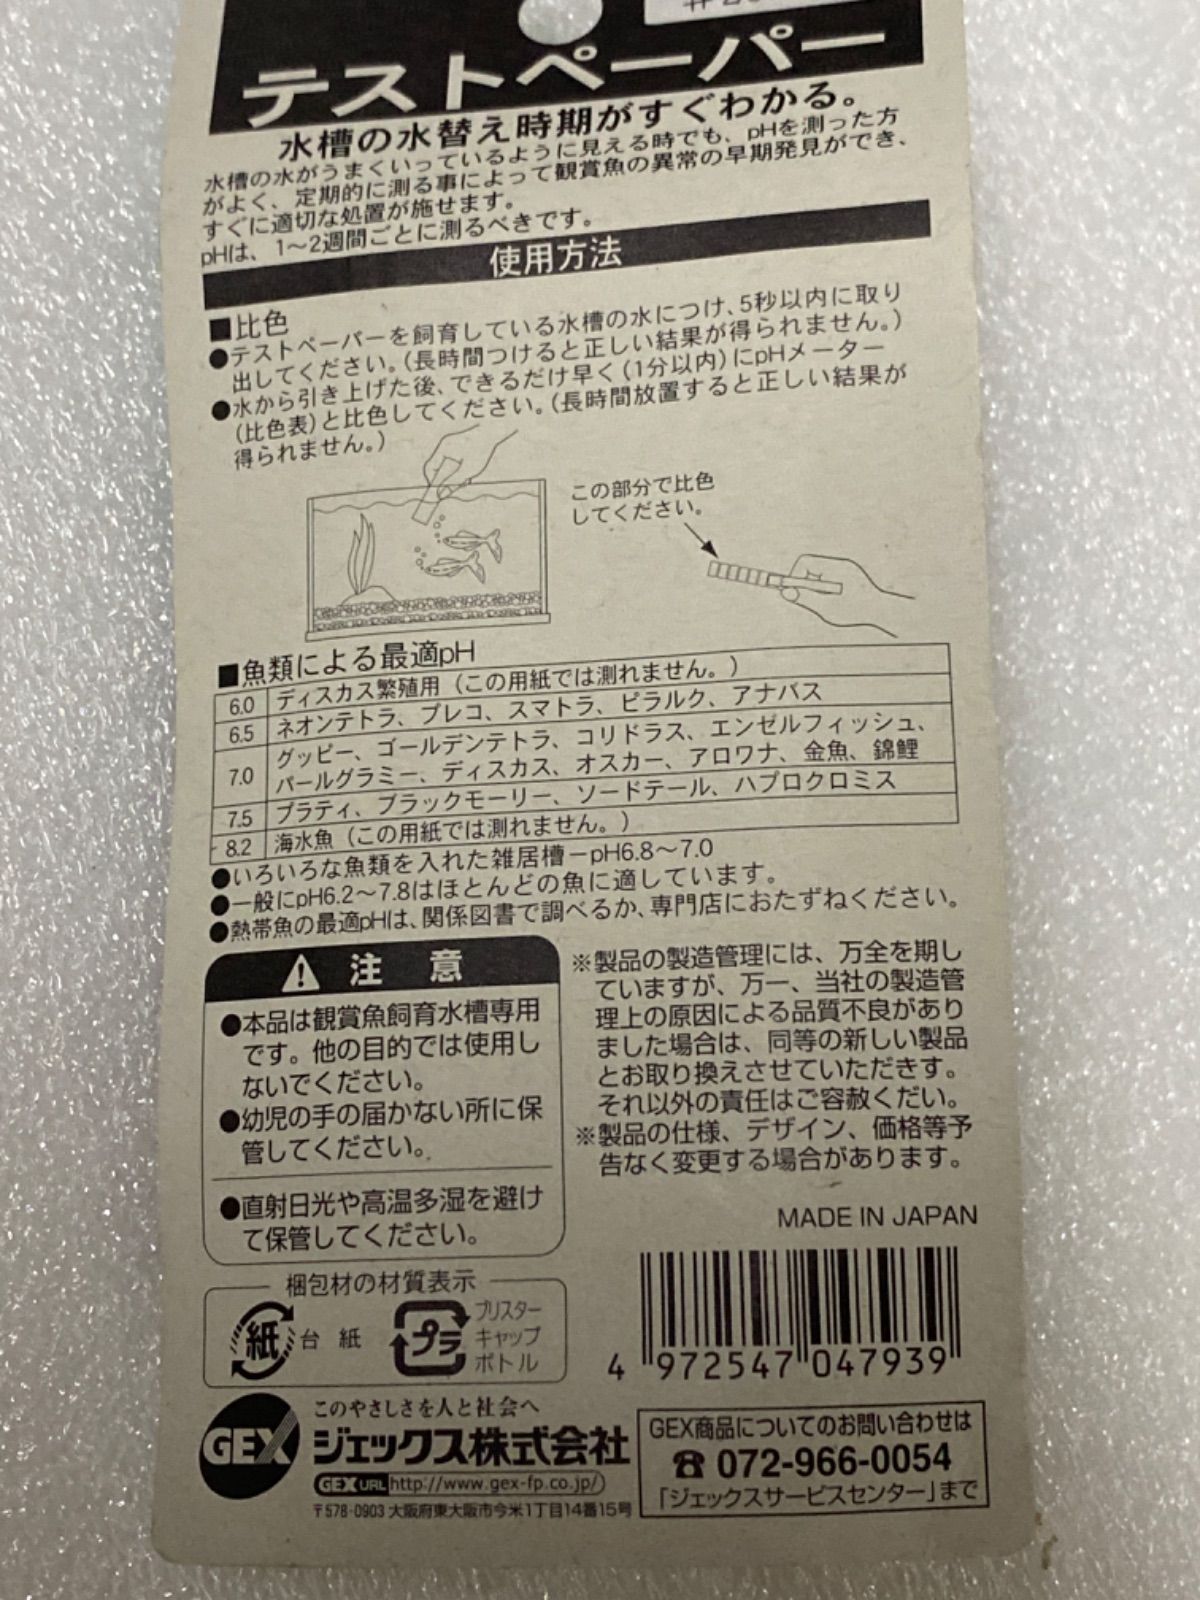 テストペーパー
水槽の水替え時期がすぐわかる。
水槽の水がうまくいっているように見える時でも、pHを測った方
がよく、定期的に測る事によって観賞魚の異常の早期発見ができ、
すぐに適切な処置が施せます。
pHは、1〜2週間ごとに測るべきです。
使用方法
■比色
●テストペーパーを飼育している水槽の水につけ、5秒以内に取り
出してください。(長時間つけると正しい結果が得られません。)
●水から引き上げた後、できるだけ早く(1分以内)にpHメーター
(比色表)と比色してください。(長時間放置すると正しい結果が
得られません。)
この部分で比色
してください。
■魚類による最適pH
6.0 ディスカス繁殖用(この用紙では測れません。)
6.5 ネオンテトラ、プレコ、スマトラ、ピラルク、アナバス
7.0 グッピー、ゴールデンテトラ、コリドラス、エンゼルフィッシュ、
パールグラミー、ディスカス、オスカー、アロワナ、金魚、錦鯉
7.5 プラティ、ブラックモーリー、ソードテール、ハプロクロミス
8.2 海水魚(この用紙では測れません。)
●いろいろな魚類を入れた雑居槽−pH6.8〜7.0
●一般にpH6.2〜7.8はほとんどの魚に適しています。
●熱帯魚の最適pHは、関係図書で調べるか、専門店におたずねください。
注意
●本品は観賞魚飼育水槽専用
です。他の目的では使用し
ないでください。
●幼児の手の届かない所に保
管してください。
●直射日光や高温多湿を避け
て保管してください。
※製品の製造管理には、万全を期し
ていますが、万一、当社の製造管
理上の原因による品質不良があり
ました場合は、同等の新しい製品
とお取り換えさせていただきす。
それ以外の責任はご容赦くだい。
※製品の仕様、デザイン、価格等予
告なく変更する場合があります。
MADE IN JAPAN
梱包材の材質表示
紙 台紙
プラ ブリスター
キャップ
ボトル
4 972547 047939
GEX
このやさしさを人と社会へ
ジェックス株式会社
GEX URL http://www.gex-fp.co.jp/
〒578-0903 大阪府東大阪市今米1丁目14番15号
GEX商品についてのお問い合わせは
☎ 072-966-0054
「ジェックスサービスセンター」まで